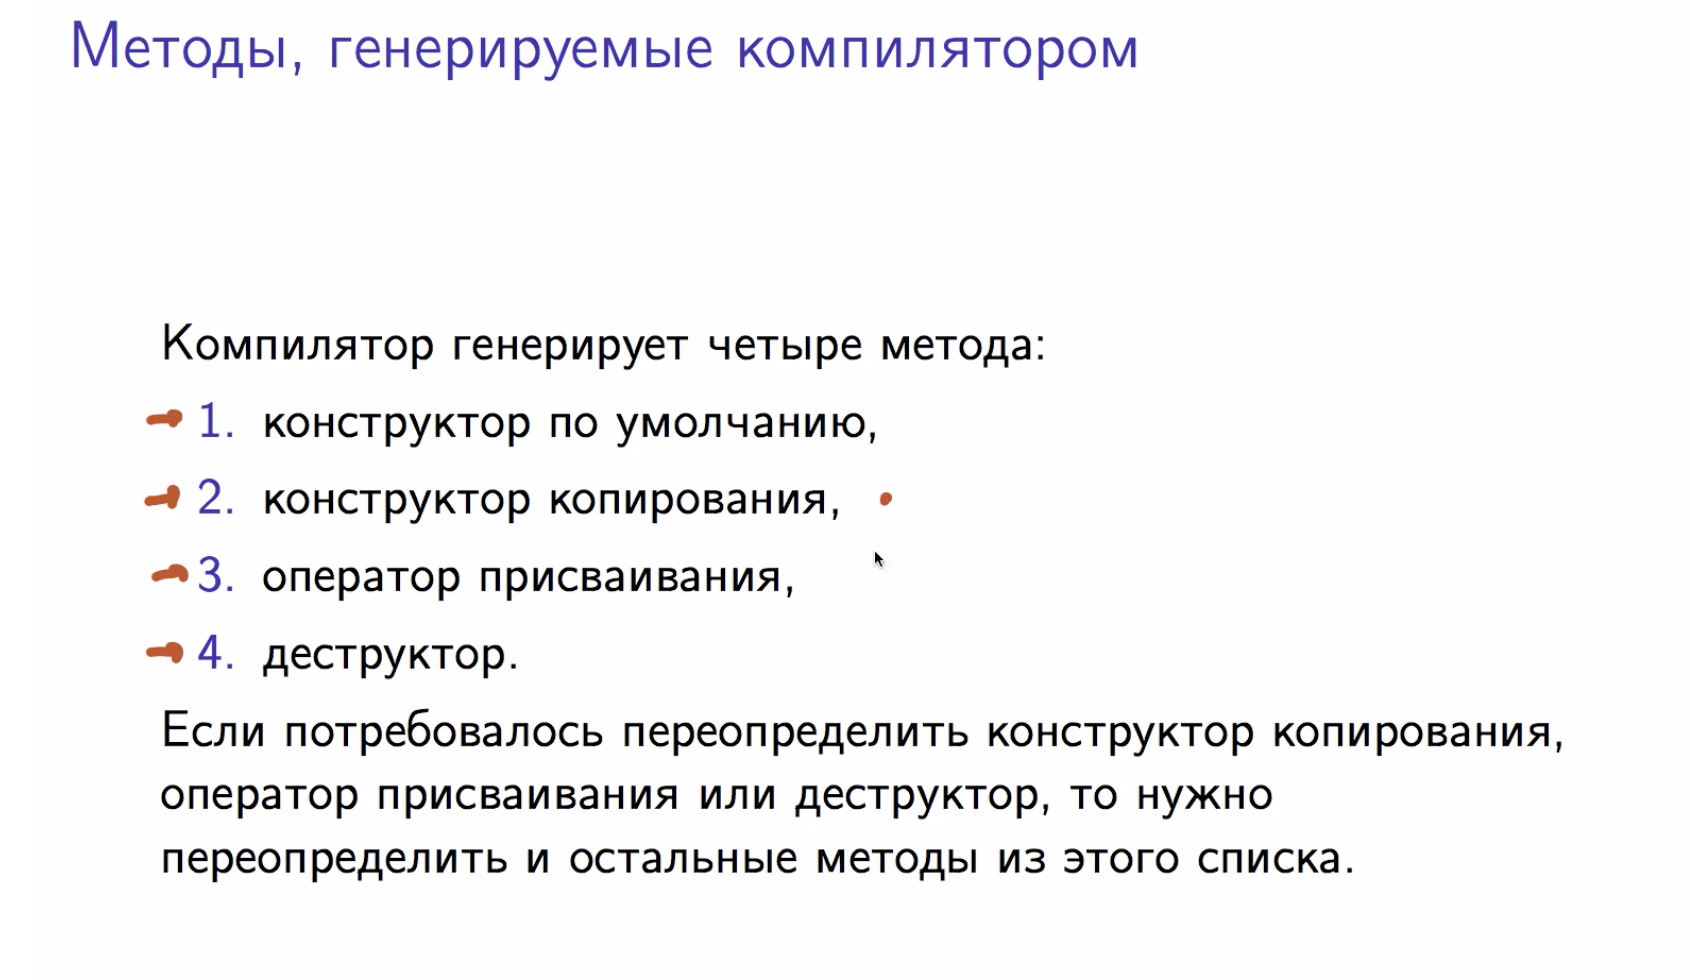 Методы, генерируемые компилятором
Компилятор генерирует четыре метода:
1. конструктор по умолчанию,
2. конструктор копирования,
3. оператор присваивания,
4. деструктор.
Если потребовалось переопределить конструктор копирования,
оператор присваивания или деструктор, то нужно
переопределить и остальные методы из этого списка.